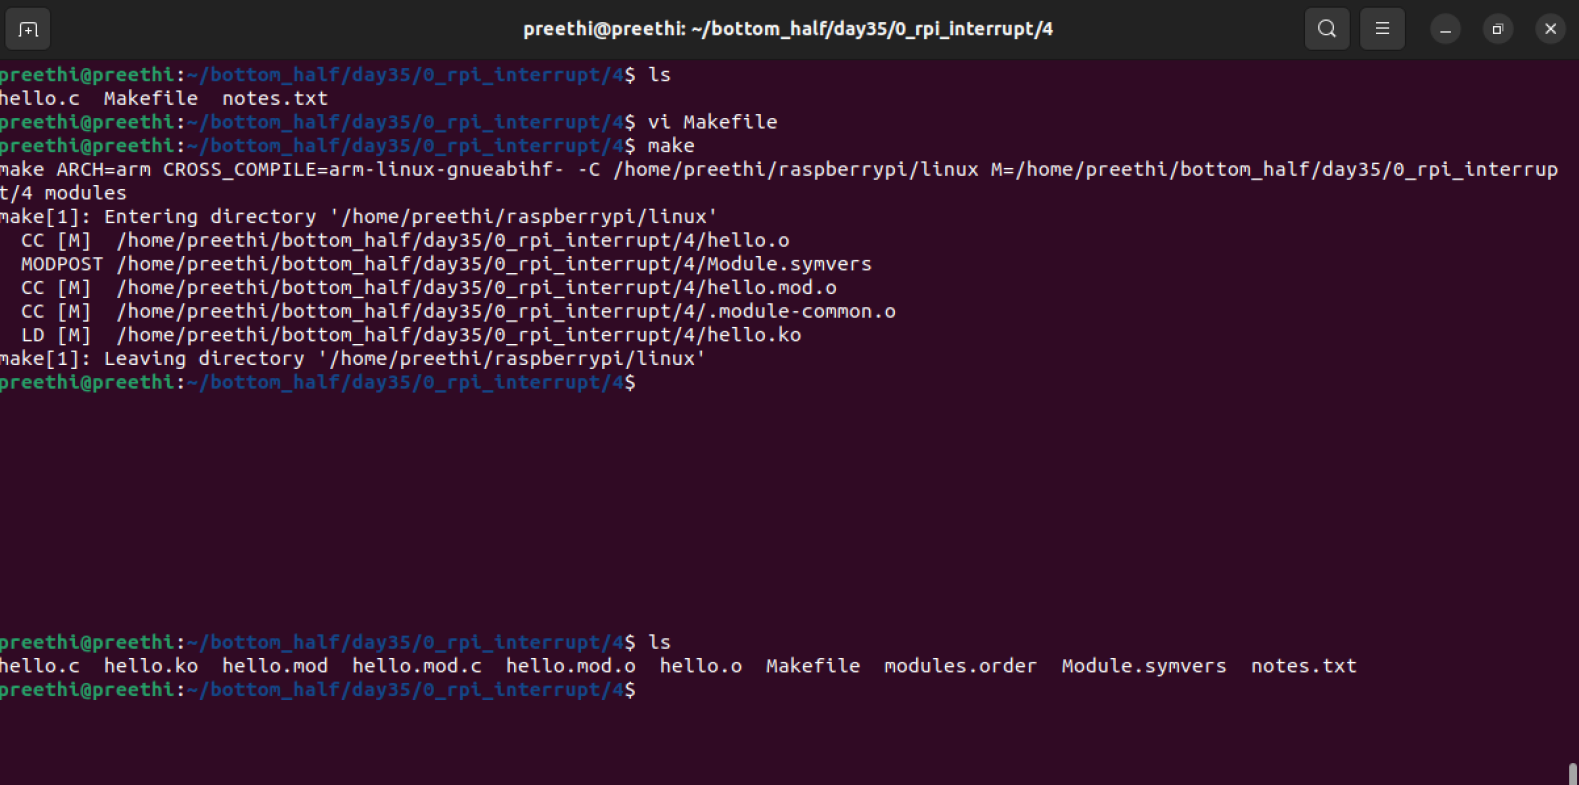 preethi@preethi: ~/bottom_half/day35/0_rpi_interrupt/4
preethi@preethi:~/bottom_half/day35/0_rpi_interrupt/4$ ls
hello.c  Makefile  notes.txt
preethi@preethi:~/bottom_half/day35/0_rpi_interrupt/4$ vi Makefile
preethi@preethi:~/bottom_half/day35/0_rpi_interrupt/4$ make
make ARCH=arm CROSS_COMPILE=arm-linux-gnueabihf- -C /home/preethi/raspberrypi/linux M=/home/preethi/bottom_half/day35/0_rpi_interrup
t/4 modules
make[1]: Entering directory '/home/preethi/raspberrypi/linux'
  CC [M]  /home/preethi/bottom_half/day35/0_rpi_interrupt/4/hello.o
  MODPOST /home/preethi/bottom_half/day35/0_rpi_interrupt/4/Module.symvers
  CC [M]  /home/preethi/bottom_half/day35/0_rpi_interrupt/4/hello.mod.o
  CC [M]  /home/preethi/bottom_half/day35/0_rpi_interrupt/4/.module-common.o
  LD [M]  /home/preethi/bottom_half/day35/0_rpi_interrupt/4/hello.ko
make[1]: Leaving directory '/home/preethi/raspberrypi/linux'
preethi@preethi:~/bottom_half/day35/0_rpi_interrupt/4$
preethi@preethi:~/bottom_half/day35/0_rpi_interrupt/4$ ls
hello.c  hello.ko  hello.mod  hello.mod.c  hello.mod.o  hello.o  Makefile  modules.order  Module.symvers  notes.txt
preethi@preethi:~/bottom_half/day35/0_rpi_interrupt/4$